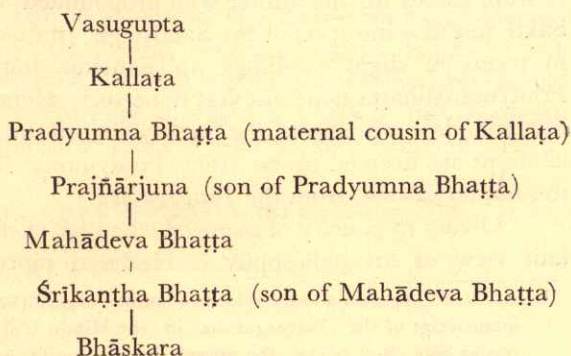 Vasugupta
Kallaṭa
Pradyumna Bhaṭṭa (maternal cousin of Kallaṭa)
Prajñārjuna (son of Pradyumna Bhaṭṭa)
Mahādeva Bhaṭṭa
Śrīkaṇṭha Bhaṭṭa (son of Mahādeva Bhaṭṭa)
Bhāskara